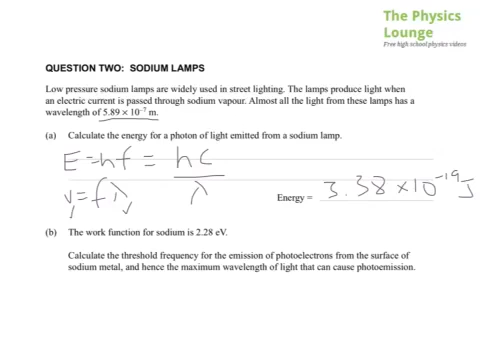 The Physics
Lounge
Free high school physics videos
QUESTION TWO: SODIUM LAMPS
Low pressure sodium lamps are widely used in street lighting. The lamps produce light when
an electric current is passed through sodium vapour. Almost all the light from these lamps has a
wavelength of 5.89 × 10⁻⁷ m.
(a) Calculate the energy for a photon of light emitted from a sodium lamp.
E = hf = hc/λ
v = fλ
Energy = 3.38 × 10⁻¹⁹ J
(b) The work function for sodium is 2.28 eV.
Calculate the threshold frequency for the emission of photoelectrons from the surface of
sodium metal, and hence the maximum wavelength of light that can cause photoemission.